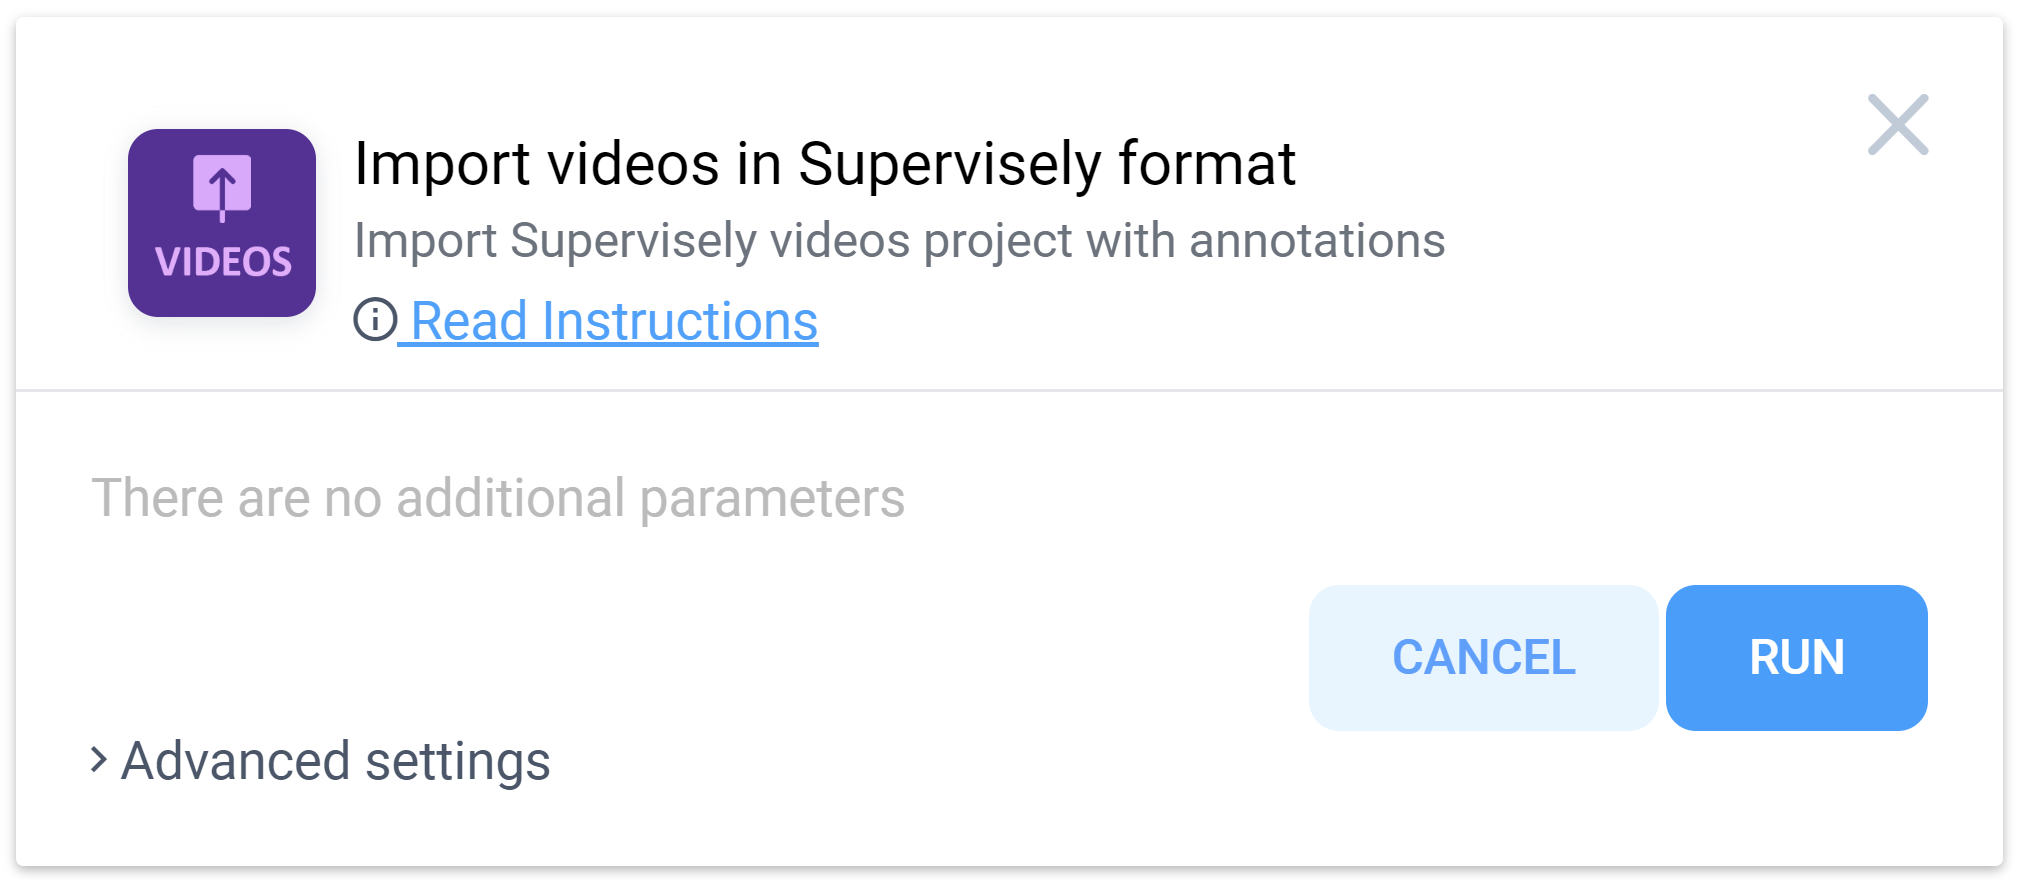 Import videos in Supervisely format
VIDEOS
Import Supervisely videos project with annotations
Read Instructions
There are no additional parameters
CANCEL
RUN
Advanced settings